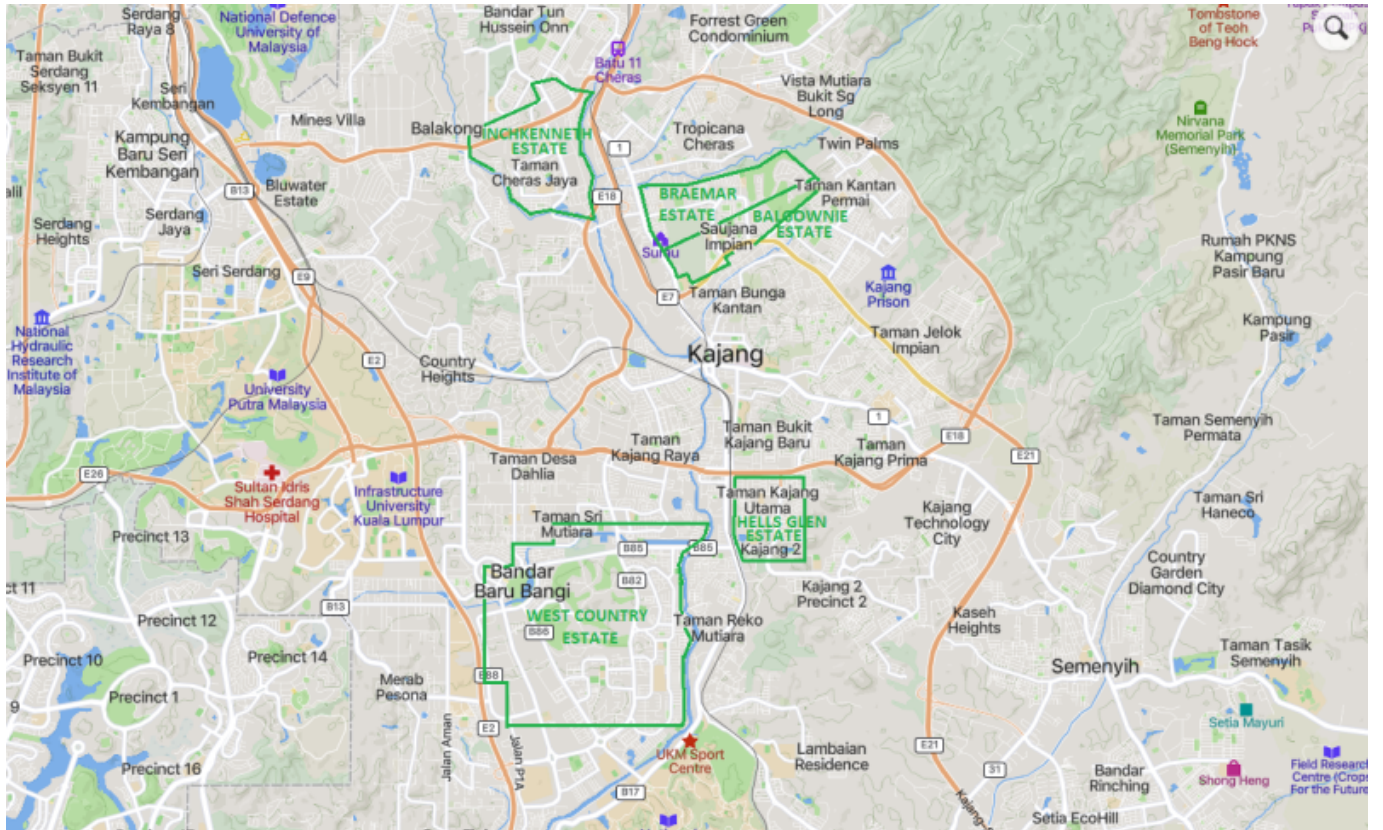 Serdang
Raya 8
National Defence
University of
Malaysia
Bandar Tun
Hussein Onn
Forrest Green
Condominium
Tombstone
of Teoh
Beng Hock
Taman Bukit
Serdang
Seksyen 11
Batu 11
Cheras
Seri
Kembangan
Vista Mutiara
Bukit Sg
Long
Mines Villa
Balakong
INCHKENNETH
ESTATE
Taman
Cheras Jaya
1
Tropicana
Cheras
Twin Palms
Nirvana
Memorial Park
(Semenyih)
Kampung
Baru Seri
Kembangan
B13
Bluwater
Estate
E18
BRAEMAR
ESTATE
Taman Kantan
Permai
BALGOWNIE
ESTATE
Saujana
Impian
Serdang
Heights
Serdang
Jaya
Seri Serdang
E9
E7
Taman Bunga
Kantan
Kajang
Prison
Rumah PKNS
Kampung
Pasir Baru
National
Hydraulic
Research
Institute of
Malaysia
E2
Country
Heights
Kajang
Taman Jelok
Impian
Kampung
Pasir
University
Putra Malaysia
1
Taman Bukit
Kajang Baru
Taman
Kajang Raya
Taman
Kajang Prima
E18
E21
Taman Semenyih
Permata
E26
Sultan Idris
Shah Serdang
Hospital
Infrastructure
University
Kuala Lumpur
Taman Desa
Dahlia
Taman Kajang
Utama
HELLS GLEN
ESTATE
Kajang 2
Kajang
Technology
City
Taman Sri
Haneco
Precinct 13
Taman Sri
Mutiara
B85
B85
Country
Garden
Diamond City
ct 11
Bandar
Baru Bangi
B82
Kajang 2
Precinct 2
B13
Precinct 12
WEST COUNTRY
ESTATE
B86
Taman Reko
Mutiara
Kaseh
Heights
Precinct 10
Precinct 14
Semenyih
Taman Tasik
Semenyih
9
Precinct 1
Merab
Pesona
B88
E2
Jalan Aman
Jalan P1A
UKM Sport
Centre
Lambaian
Residence
E21
Setia Mayuri
Precinct 16
31
Bandar
Rinching
Shong Heng
Field Research
Centre (Crops
For the Future
B17
Setia EcoHill